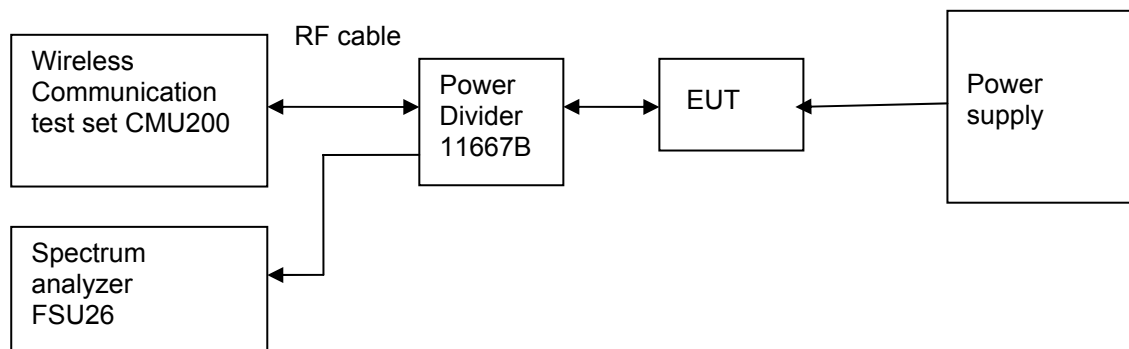 RF cable
Wireless
Communication
test set CMU200
Power
Divider
11667B
EUT
Power
supply
Spectrum
analyzer
FSU26